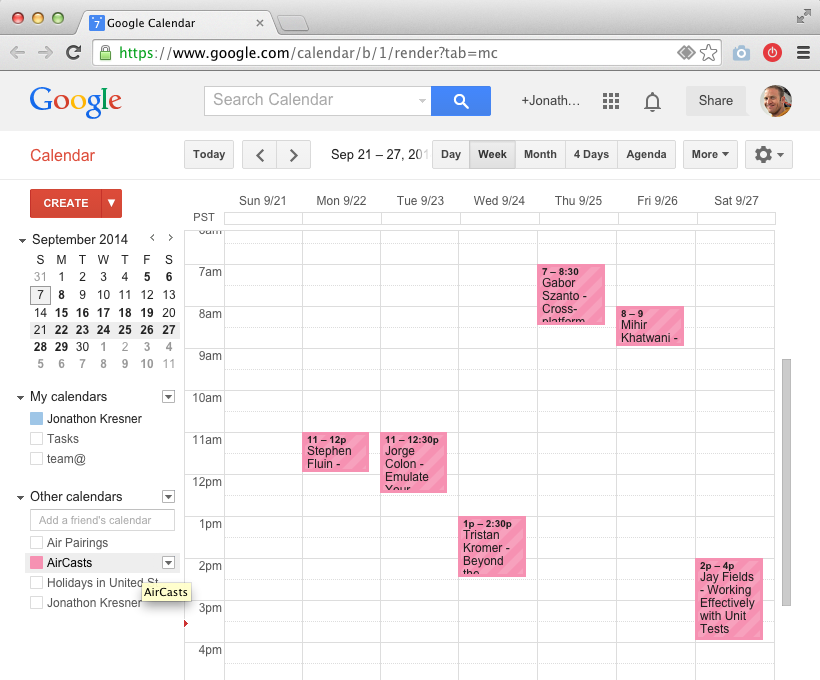 Google Calendar
https://www.google.com/calendar/b/1/render?tab=mc
Google
Search Calendar
+Jonath...
Share
Calendar
Today
Sep 21 – 27, 201
Day
Week
Month
4 Days
Agenda
More
CREATE
Sun 9/21
Mon 9/22
Tue 9/23
Wed 9/24
Thu 9/25
Fri 9/26
Sat 9/27
PST
September 2014
S M T W T F S
31 1 2 3 4 5 6
7 8 9 10 11 12 13
14 15 16 17 18 19 20
21 22 23 24 25 26 27
28 29 30 1 2 3 4
5 6 7 8 9 10 11
My calendars
Jonathon Kresner
Tasks
team@
Other calendars
Add a friend's calendar
Air Pairings
AirCasts
Holidays in United St
AirCasts
Jonathon Kresner
6am
7am
8am
9am
10am
11am
12pm
1pm
2pm
3pm
4pm
11 – 12p
Stephen
Fluin -
11 – 12:30p
Jorge
Colon -
Emulate
Your
1p – 2:30p
Tristan
Kromer -
Beyond
the
7 – 8:30
Gabor
Szanto -
Cross-
platform
8 – 9
Mihir
Khatwani -
2p – 4p
Jay Fields
- Working
Effectively
with Unit
Tests